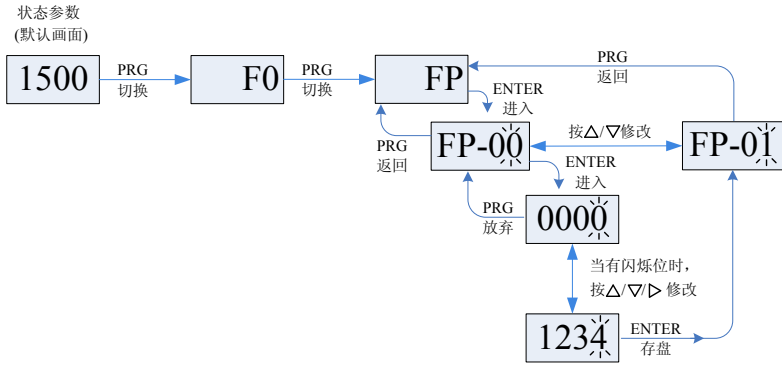 状态参数
(默认画面)
1500
PRG
切换
F0
PRG
切换
FP
PRG
返回
ENTER
进入
PRG
返回
FP-00
按△/▽修改
FP-01
ENTER
进入
PRG
放弃
0000
当有闪烁位时，
按△/▽/▷ 修改
1234
ENTER
存盘